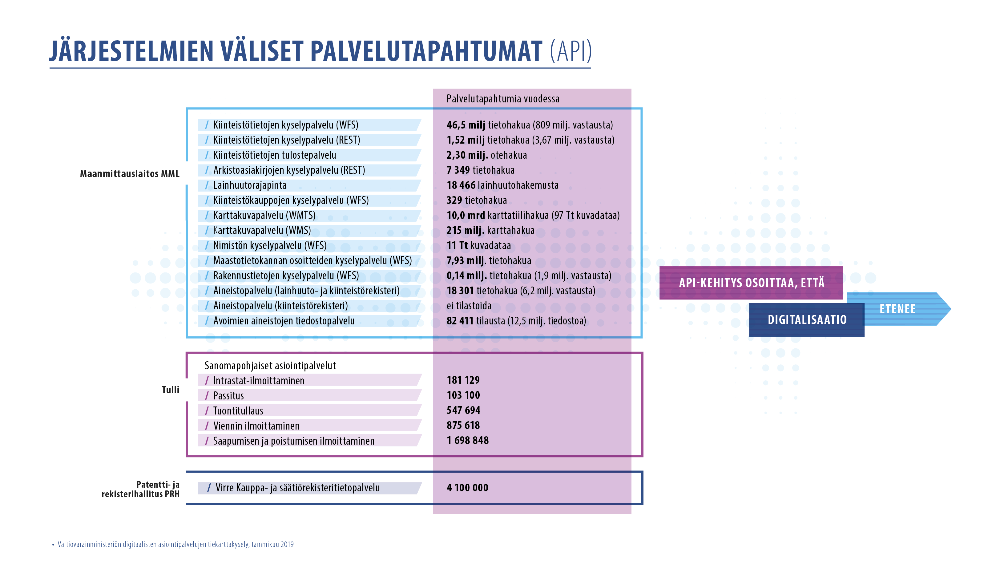 JÄRJESTELMIEN VÄLISET PALVELUTAPAHTUMAT (API)
Palvelutapahtumia vuodessa
Maanmittauslaitos MML
/ Kiinteistötietojen kyselypalvelu (WFS) 46,5 milj tietohakua (809 milj. vastausta)
/ Kiinteistötietojen kyselypalvelu (REST) 1,52 milj tietohakua (3,67 milj. vastausta)
/ Kiinteistötietojen tulostepalvelu 2,30 milj. otehakua
/ Arkistoasiakirjojen kyselypalvelu (REST) 7 349 tietohakua
/ Lainhuutorajapinta 18 466 lainhuutohakemusta
/ Kiinteistökauppojen kyselypalvelu (WFS) 329 tietohakua
/ Karttakuvapalvelu (WMTS) 10,0 mrd karttatiilihakua (97 Tt kuvadataa)
/ Karttakuvapalvelu (WMS) 215 milj. karttahakua
/ Nimistön kyselypalvelu (WFS) 11 Tt kuvadataa
/ Maastotietokannan osoitteiden kyselypalvelu (WFS) 7,93 milj. tietohakua
/ Rakennustietojen kyselypalvelu (WFS) 0,14 milj. tietohakua (1,9 milj. vastausta)
/ Aineistopalvelu (lainhuuto- ja kiinteistörekisteri) 18 301 tietohakua (6,2 milj. vastausta)
/ Aineistopalvelu (kiinteistörekisteri) ei tilastoida
/ Avoimien aineistojen tiedostopalvelu 82 411 tilausta (12,5 milj. tiedostoa)
Tulli
Sanomapohjaiset asiointipalvelut
/ Intrastat-ilmoittaminen 181 129
/ Passitus 103 100
/ Tuontitullaus 547 694
/ Viennin ilmoittaminen 875 618
/ Saapumisen ja poistumisen ilmoittaminen 1 698 848
Patentti- ja
rekisterihallitus PRH
/ Virre Kauppa- ja säätiörekisteritietopalvelu 4 100 000
API-KEHITYS OSOITTAA, ETTÄ
DIGITALISAATIO
ETENEE
• Valtiovarainministeriön digitaalisten asiointipalvelujen tiekarttakysely, tammikuu 2019